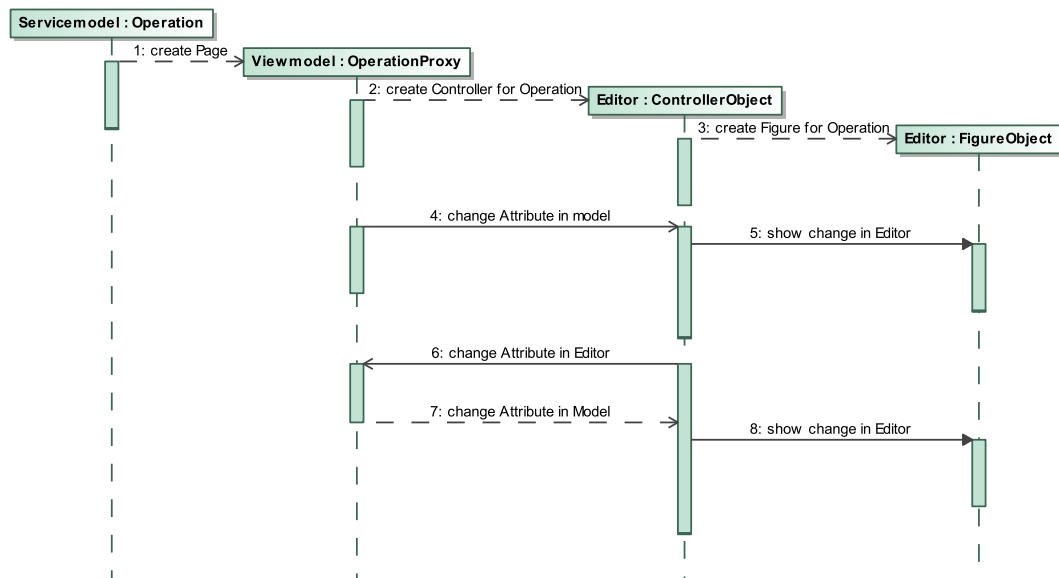 Servicemodel : Operation
1: create Page
Viewmodel : OperationProxy
2: create Controller for Operation
Editor : ControllerObject
3: create Figure for Operation
Editor : FigureObject
4: change Attribute in model
5: show change in Editor
6: change Attribute in Editor
7: change Attribute in Model
8: show change in Editor